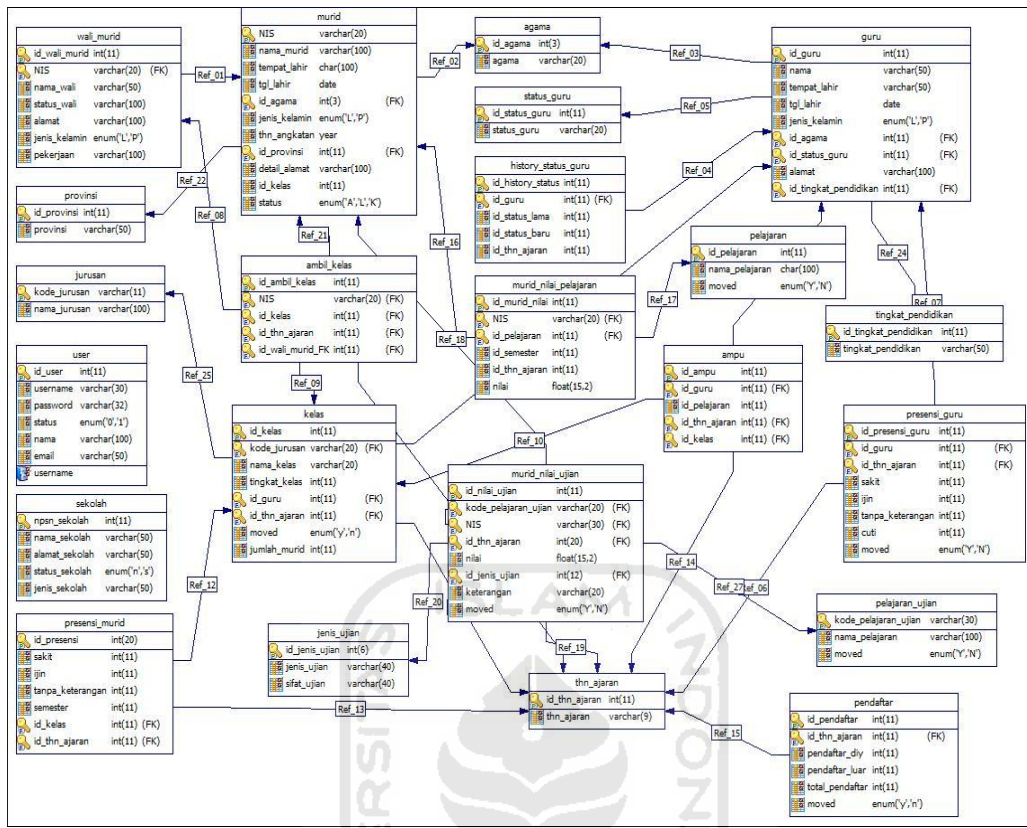 wali_murid
id_wali_murid int(11)
NIS varchar(20) (FK)
nama_wali varchar(50)
status_wali varchar(100)
alamat varchar(100)
jenis_kelamin enum('L','P')
pekerjaan varchar(100)
Ref_01
murid
NIS varchar(20)
nama_murid varchar(100)
tempat_lahir char(100)
tgl_lahir date
id_agama int(3) (FK)
jenis_kelamin enum('L','P')
thn_angkatan year
id_provinsi int(11) (FK)
detail_alamat varchar(100)
id_kelas int(11)
status enum('A','L','K')
Ref_02
agama
id_agama int(3)
agama varchar(20)
Ref_03
guru
id_guru int(11)
nama varchar(50)
tempat_lahir varchar(50)
tgl_lahir date
jenis_kelamin enum('L','P')
id_agama int(11) (FK)
id_status_guru int(11) (FK)
alamat varchar(100)
id_tingkat_pendidikan int(11) (FK)
status_guru
id_status_guru int(11)
status_guru varchar(20)
Ref_05
Ref_04
history_status_guru
id_history_status int(11)
id_guru int(11) (FK)
id_status_lama int(11)
id_status_baru int(11)
id_thn_ajaran int(11)
Ref_22
Ref_08
provinsi
id_provinsi int(11)
provinsi varchar(50)
Ref_21
Ref_16
pelajaran
id_pelajaran int(11)
nama_pelajaran char(100)
moved enum('Y','N')
Ref_24
Ref_17
Ref_07
jurusan
kode_jurusan varchar(11)
nama_jurusan varchar(100)
ambil_kelas
id_ambil_kelas int(11)
NIS varchar(20) (FK)
id_kelas int(11) (FK)
id_thn_ajaran int(11) (FK)
id_wali_murid_FK int(11) (FK)
Ref_18
murid_nilai_pelajaran
id_murid_nilai int(11)
NIS varchar(20) (FK)
id_pelajaran int(11) (FK)
id_semester int(11)
id_thn_ajaran int(11)
nilai float(15,2)
tingkat_pendidikan
id_tingkat_pendidikan int(11)
tingkat_pendidikan varchar(50)
user
id_user int(11)
username varchar(30)
password varchar(32)
status enum('0','1')
nama varchar(100)
email varchar(50)
username
Ref_25
Ref_09
ampu
id_ampu int(11)
id_guru int(11) (FK)
id_pelajaran int(11)
id_thn_ajaran int(11) (FK)
id_kelas int(11) (FK)
kelas
id_kelas int(11)
kode_jurusan varchar(20) (FK)
nama_kelas varchar(20)
tingkat_kelas int(11)
id_guru int(11) (FK)
id_thn_ajaran int(11) (FK)
moved enum('y','n')
jumlah_murid int(11)
Ref_10
presensi_guru
id_presensi_guru int(11)
id_guru int(11) (FK)
id_thn_ajaran int(11) (FK)
sakit int(11)
ijin int(11)
tanpa_keterangan int(11)
cuti int(11)
moved enum('Y','N')
murid_nilai_ujian
id_nilai_ujian int(11)
kode_pelajaran_ujian varchar(20) (FK)
NIS varchar(30) (FK)
id_thn_ajaran int(20) (FK)
nilai float(15,2)
id_jenis_ujian int(12) (FK)
keterangan varchar(20)
moved enum('Y','N')
sekolah
npsn_sekolah int(11)
nama_sekolah varchar(50)
alamat_sekolah varchar(50)
status_sekolah enum('n','s')
jenis_sekolah varchar(50)
Ref_12
Ref_14
Ref_27
Ref_06
Ref_20
presensi_murid
id_presensi int(20)
sakit int(11)
ijin int(11)
tanpa_keterangan int(11)
semester int(11)
id_kelas int(11) (FK)
id_thn_ajaran int(11) (FK)
jenis_ujian
id_jenis_ujian int(6)
jenis_ujian varchar(40)
sifat_ujian varchar(40)
Ref_19
pelajaran_ujian
kode_pelajaran_ujian varchar(30)
nama_pelajaran varchar(100)
moved enum('Y','N')
Ref_13
thn_ajaran
id_thn_ajaran int(11)
thn_ajaran varchar(9)
Ref_15
pendaftar
id_pendaftar int(11)
id_thn_ajaran int(11) (FK)
pendaftar_diy int(11)
pendaftar_luar int(11)
total_pendaftar int(11)
moved enum('y','n')
ISLAM